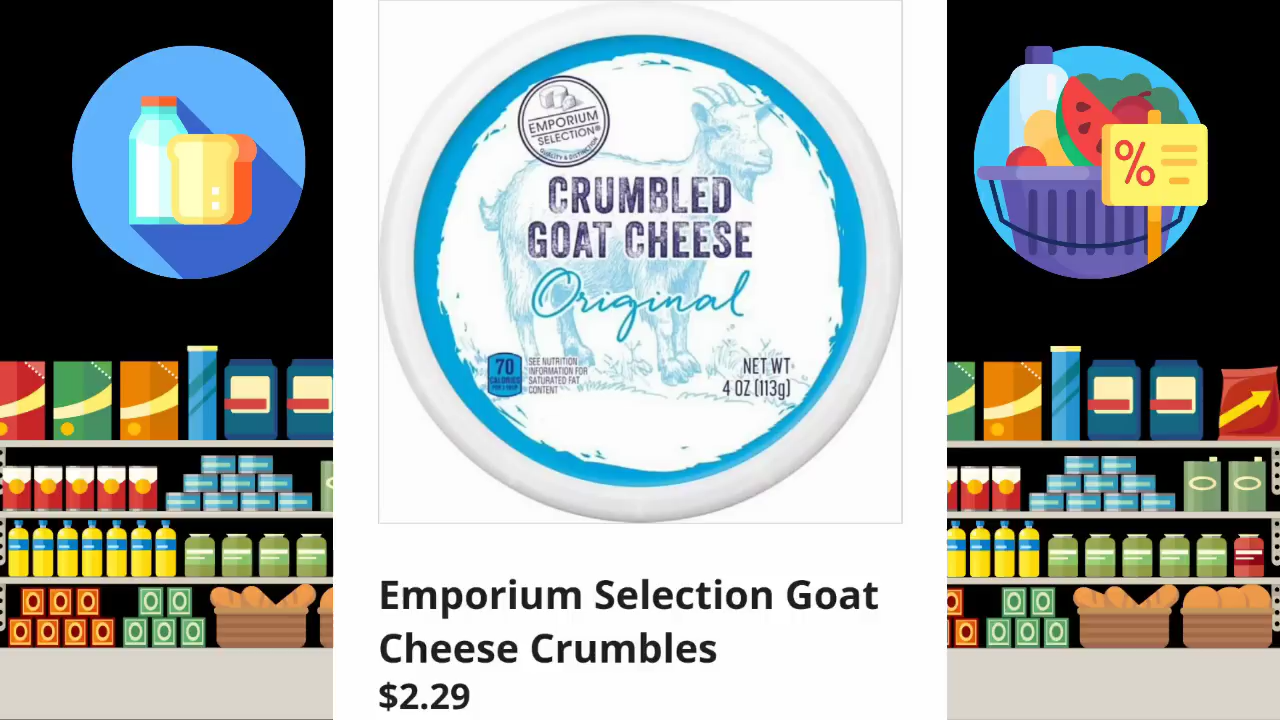 EMPORIUM
SELECTION®
QUALITY & DISTINCTION
CRUMBLED
GOAT CHEESE
Original
70
CALORIES
SEE NUTRITION
INFORMATION FOR
SATURATED FAT
CONTENT
NET WT
4 OZ (113g)
%
Emporium Selection Goat
Cheese Crumbles
$2.29